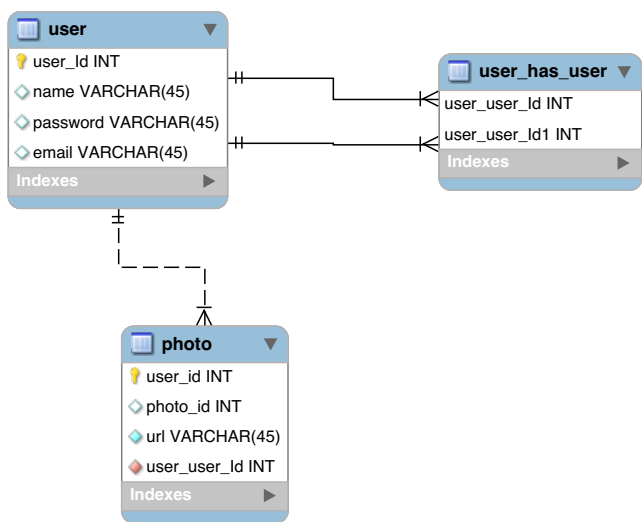 user
user_Id INT
name VARCHAR(45)
password VARCHAR(45)
email VARCHAR(45)
Indexes
user_has_user
user_user_Id INT
user_user_Id1 INT
Indexes
photo
user_id INT
photo_id INT
url VARCHAR(45)
user_user_Id INT
Indexes